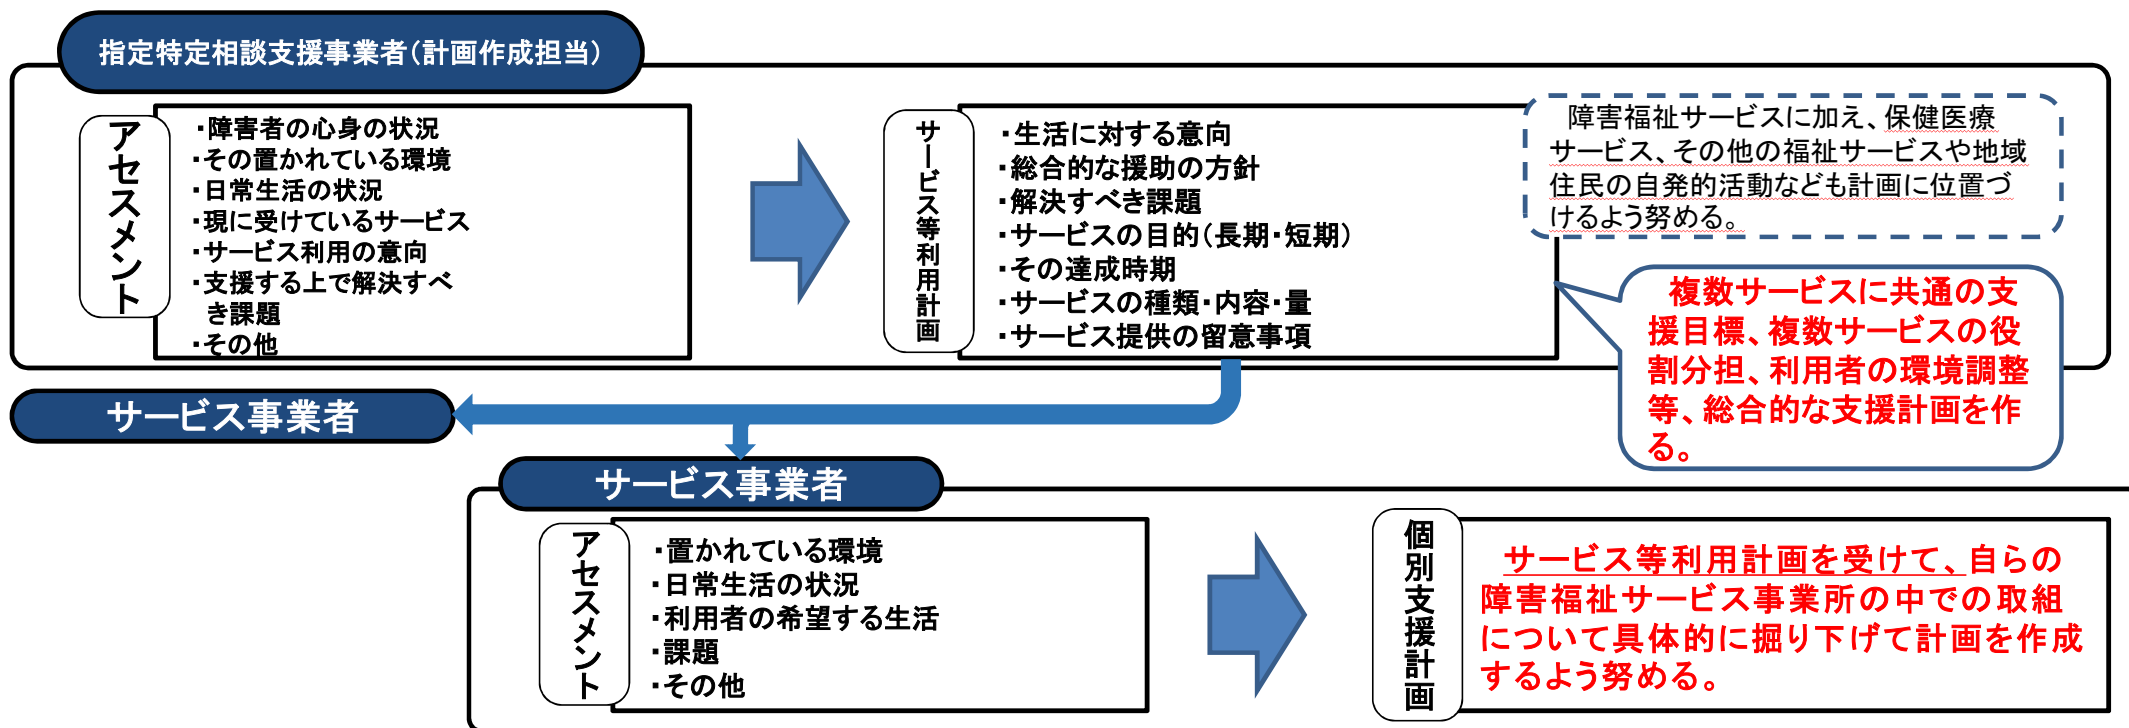 指定特定相談支援事業者(計画作成担当)
アセスメント
・障害者の心身の状況
・その置かれている環境
・日常生活の状況
・現に受けているサービス
・サービス利用の意向
・支援する上で解決すべ
き課題
・その他
サービス等利用計画
・生活に対する意向
・総合的な援助の方針
・解決すべき課題
・サービスの目的(長期・短期)
・その達成時期
・サービスの種類・内容・量
・サービス提供の留意事項
障害福祉サービスに加え、保健医療
サービス、その他の福祉サービスや地域
住民の自発的活動なども計画に位置づ
けるよう努める。
複数サービスに共通の支
援目標、複数サービスの役
割分担、利用者の環境調整
等、総合的な支援計画を作
る。
サービス事業者
サービス事業者
アセスメント
・置かれている環境
・日常生活の状況
・利用者の希望する生活
・課題
・その他
個別支援計画
サービス等利用計画を受けて、自らの
障害福祉サービス事業所の中での取組
について具体的に掘り下げて計画を作成
するよう努める。